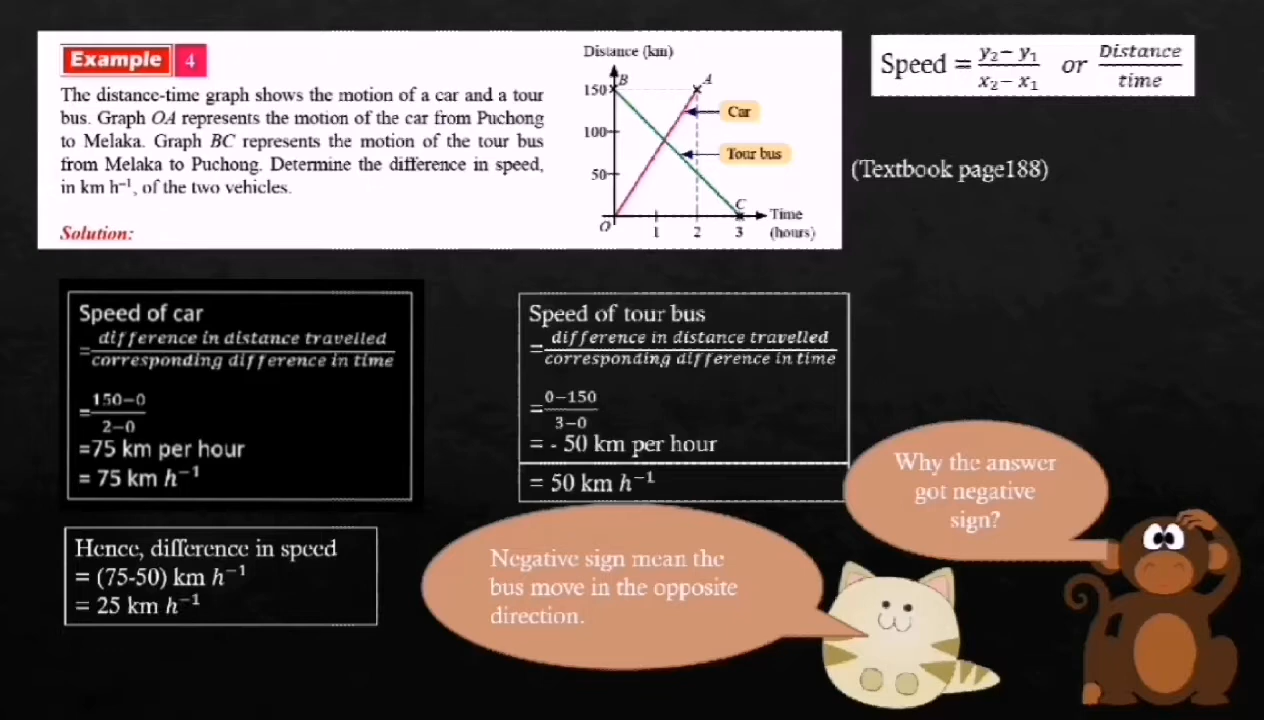 Example 4
The distance-time graph shows the motion of a car and a tour
bus. Graph OA represents the motion of the car from Puchong
to Melaka. Graph BC represents the motion of the tour bus
from Melaka to Puchong. Determine the difference in speed,
in km h⁻¹, of the two vehicles.
Solution:
Distance (km)
B
A
150
Car
100
Tour bus
50
C
Time
O
1 2 3 (hours)
Speed = y₂− y₁ / x₂− x₁ or Distance / time
(Textbook page188)
Speed of car
= difference in distance travelled / corresponding difference in time
= 150−0 / 2−0
=75 km per hour
= 75 km h⁻¹
Speed of tour bus
= difference in distance travelled / corresponding difference in time
= 0−150 / 3−0
= - 50 km per hour
= 50 km h⁻¹
Hence, difference in speed
= (75-50) km h⁻¹
= 25 km h⁻¹
Negative sign mean the
bus move in the opposite
direction.
Why the answer
got negative
sign?